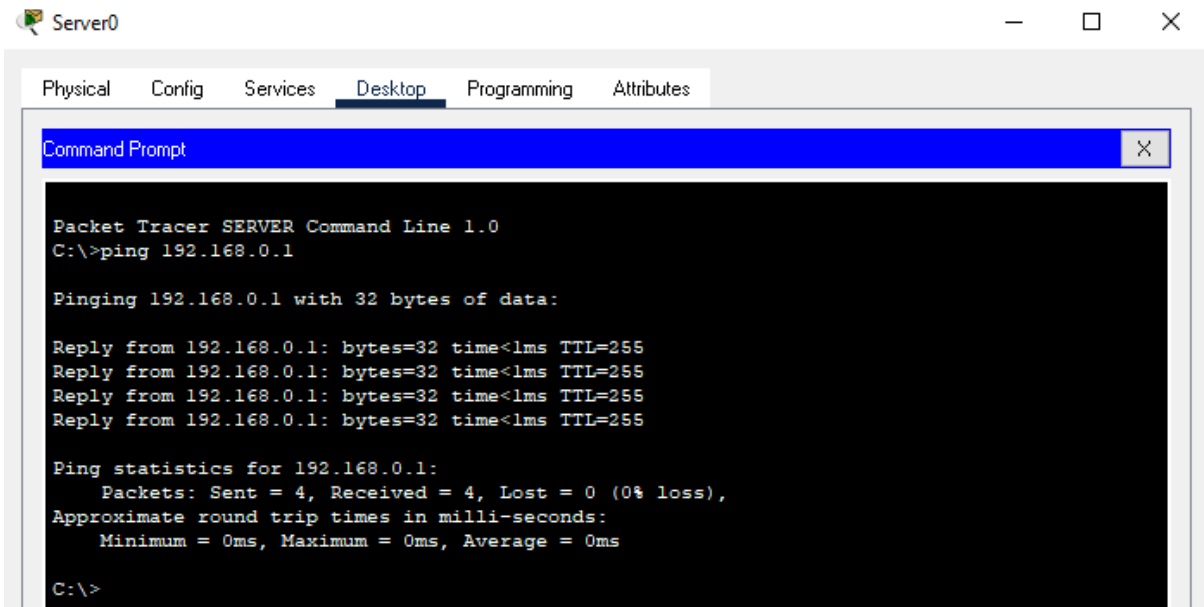 Server0
Physical Config Services Desktop Programming Attributes
Command Prompt
X
Packet Tracer SERVER Command Line 1.0
C:\>ping 192.168.0.1
Pinging 192.168.0.1 with 32 bytes of data:
Reply from 192.168.0.1: bytes=32 time<1ms TTL=255
Reply from 192.168.0.1: bytes=32 time<1ms TTL=255
Reply from 192.168.0.1: bytes=32 time<1ms TTL=255
Reply from 192.168.0.1: bytes=32 time<1ms TTL=255
Ping statistics for 192.168.0.1:
Packets: Sent = 4, Received = 4, Lost = 0 (0% loss),
Approximate round trip times in milli-seconds:
Minimum = 0ms, Maximum = 0ms, Average = 0ms
C:\>